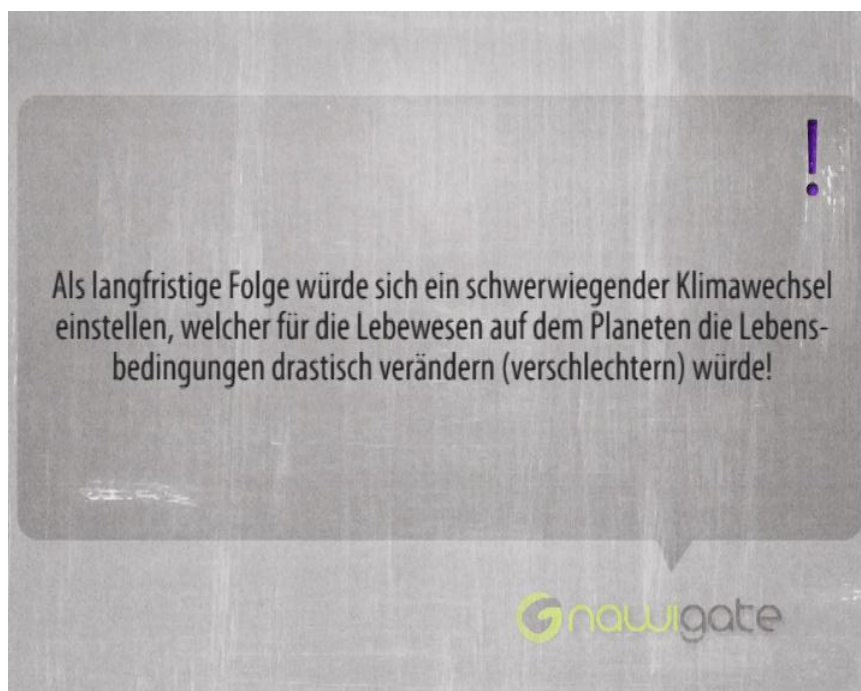 !
Als langfristige Folge würde sich ein schwerwiegender Klimawechsel
einstellen, welcher für die Lebewesen auf dem Planeten die Lebens-
bedingungen drastisch verändern (verschlechtern) würde!
Gnawigate